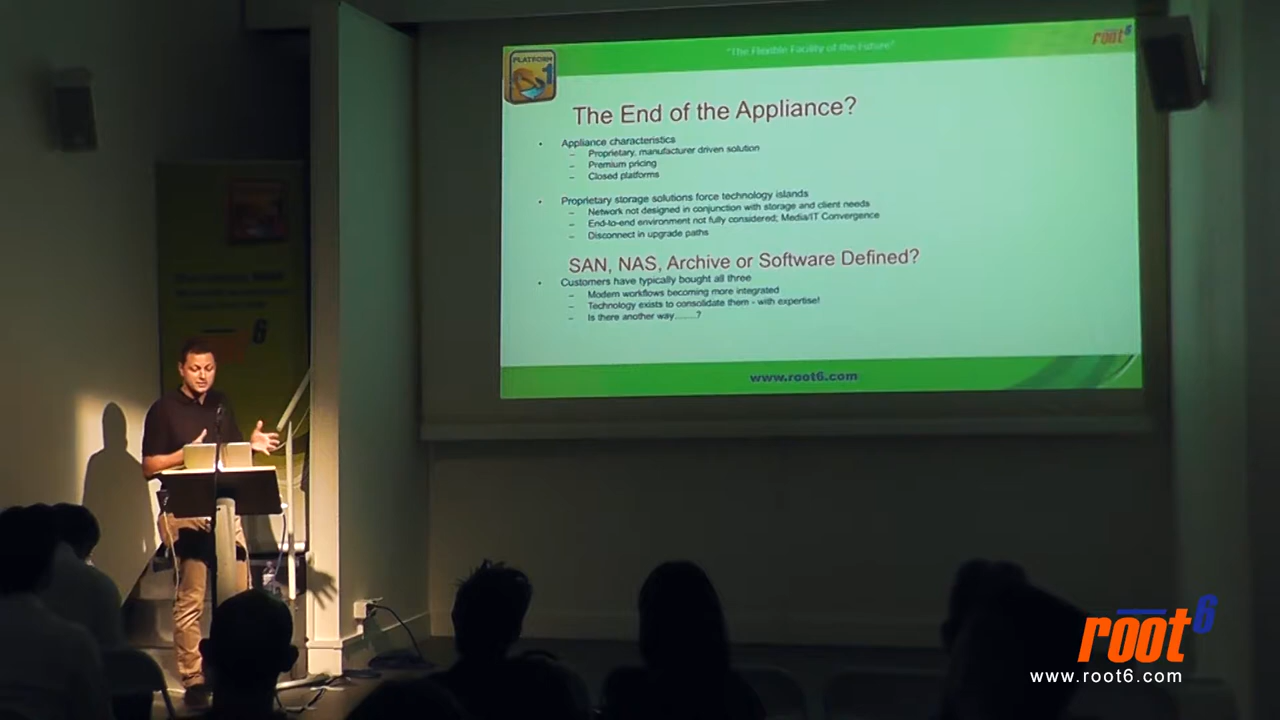 "The Flexible Facility of the Future"
root6
PLATFORM
1
The End of the Appliance?
• Appliance characteristics
– Proprietary, manufacturer driven solution
– Premium pricing
– Closed platforms
• Proprietary storage solutions force technology islands
– Network not designed in conjunction with storage and client needs
– End-to-end environment not fully considered; Media/IT Convergence
– Disconnect in upgrade paths
SAN, NAS, Archive or Software Defined?
• Customers have typically bought all three
– Modern workflows becoming more integrated
– Technology exists to consolidate them - with expertise!
– Is there another way........?
www.root6.com
6
root6
www.root6.com